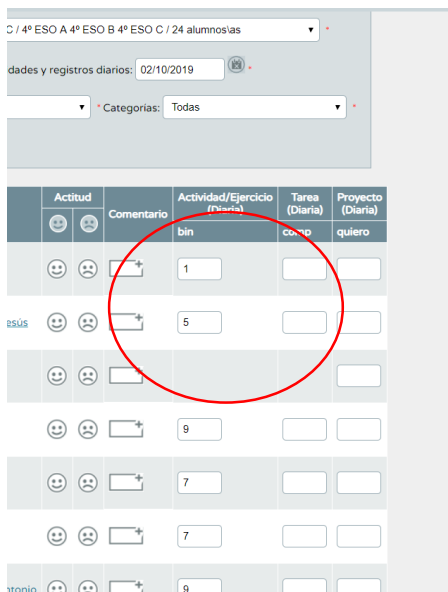 C / 4º ESO A 4º ESO B 4º ESO C / 24 alumnos\as *
idades y registros diarios: 02/10/2019 *
* Categorías: Todas *
Actitud Comentario Actividad/Ejercicio (Diaria) Tarea (Diaria) Proyecto (Diaria)
bin comp quiero
1
esús 5
9
7
7
ntonio 9